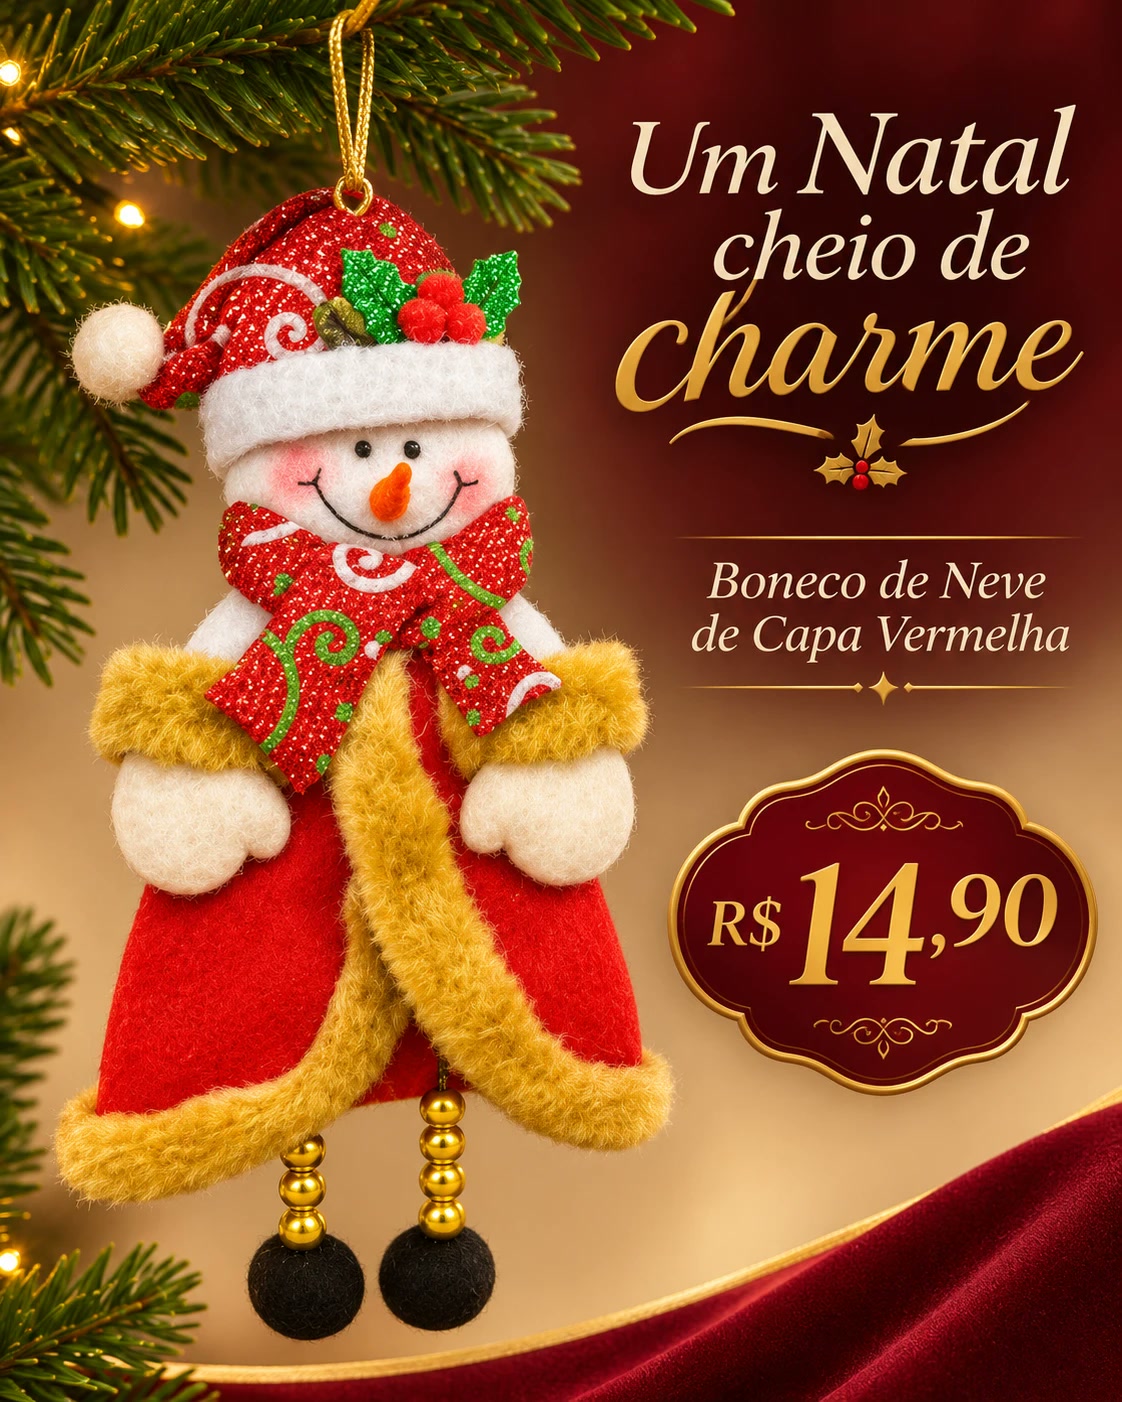 Um Natal
cheio de
charme
Boneco de Neve
de Capa Vermelha
R$ 14,90